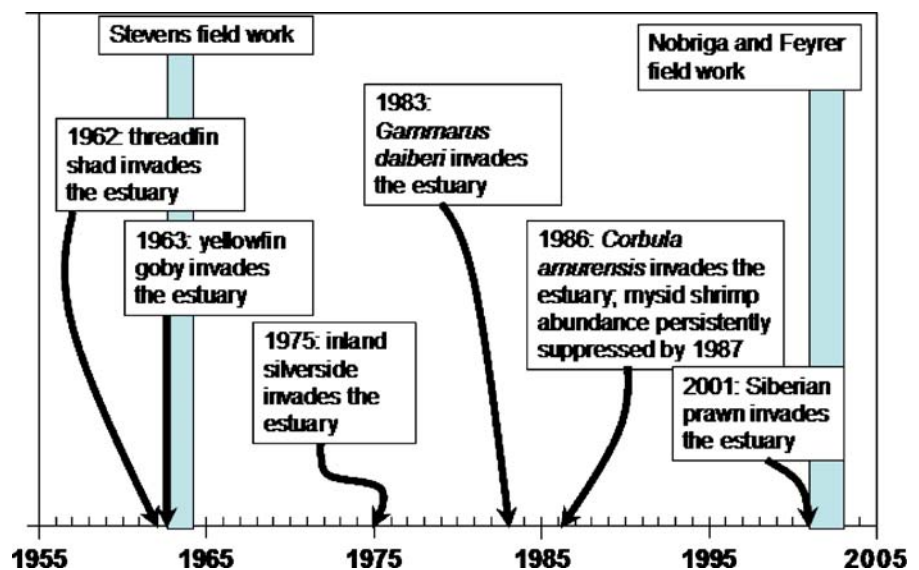 Stevens field work
Nobriga and Feyrer
field work
1962: threadfin
shad invades
the estuary
1963: yellowfin
goby invades
the estuary
1975: inland
silverside
invades the
estuary
1983:
Gammarus
daiberi invades
the estuary
1986: Corbula
amurensis invades the
estuary; mysid shrimp
abundance persistently
suppressed by 1987
2001: Siberian
prawn invades
the estuary
1955 1965 1975 1985 1995 2005